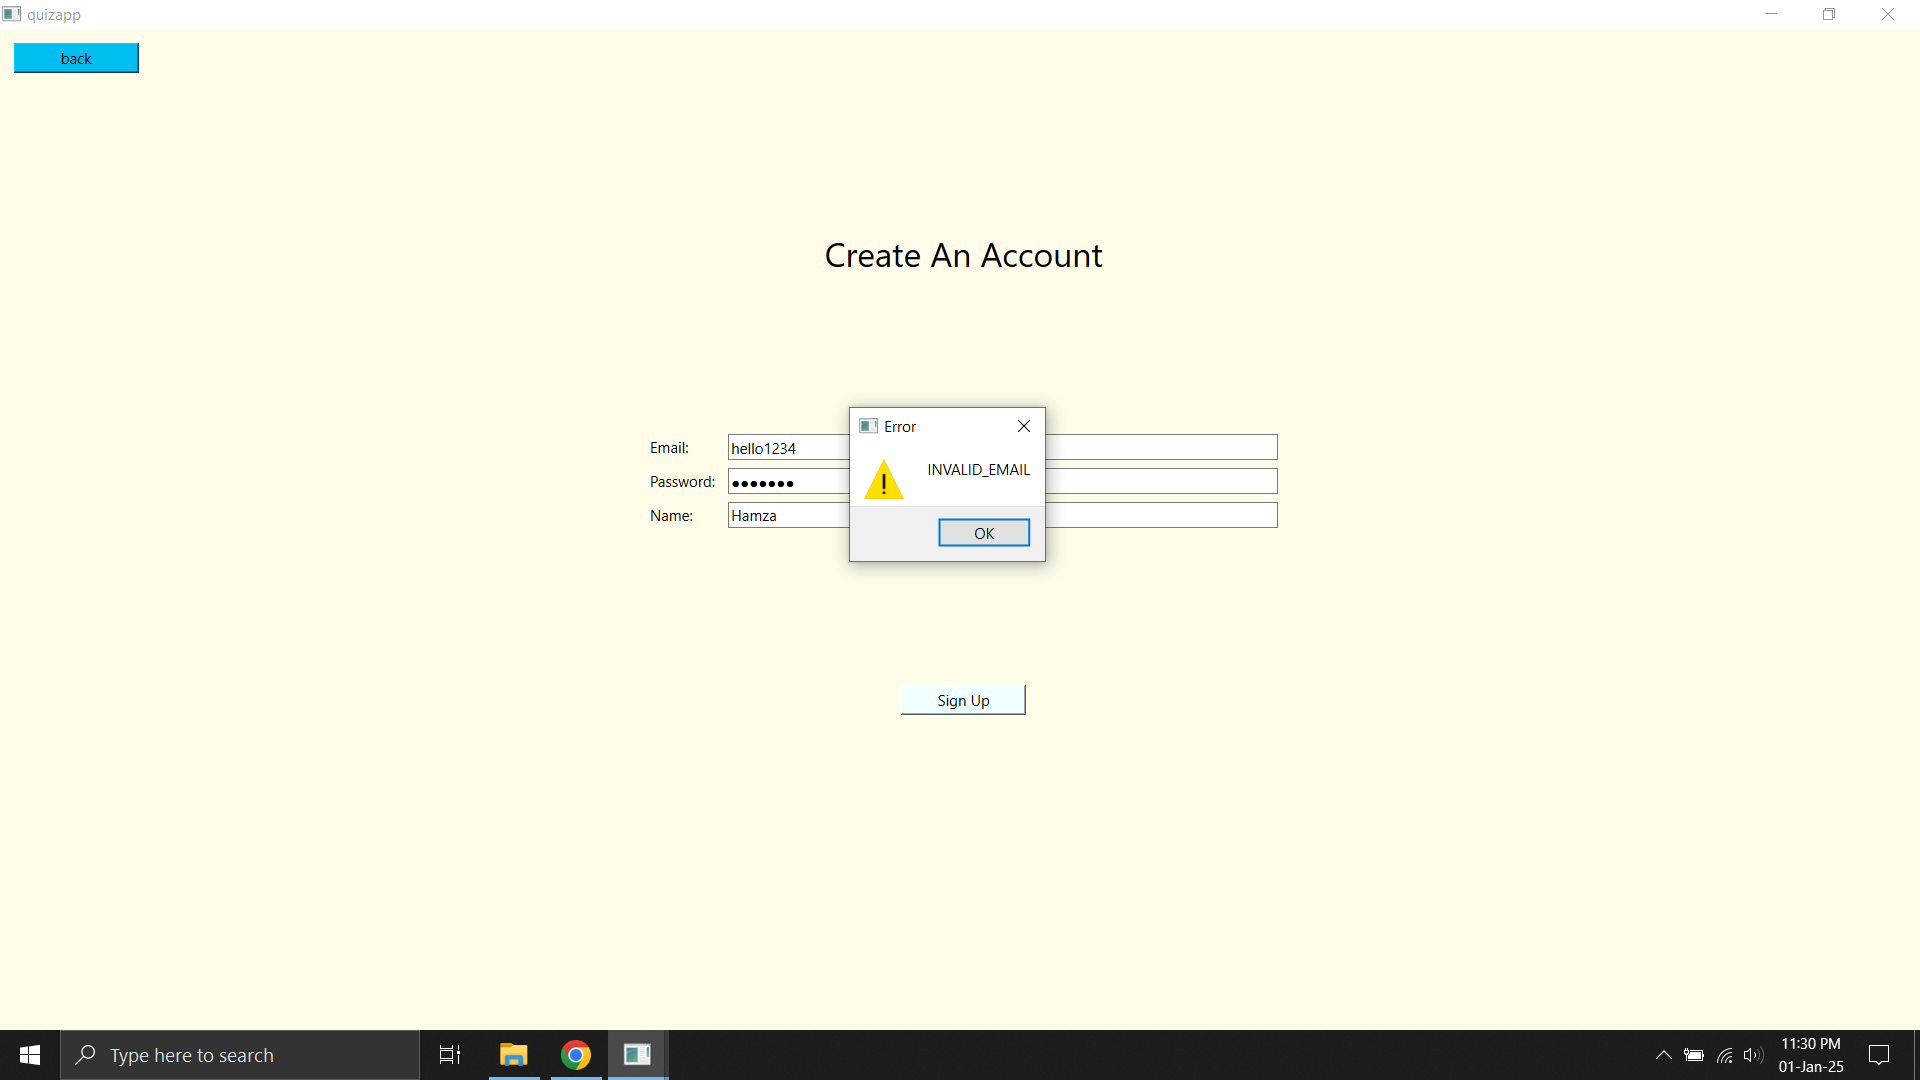 quizapp
back
Create An Account
Email: hello1234
Password: ●●●●●●●
Name: Hamza
Error
INVALID_EMAIL
OK
Sign Up
Type here to search
11:30 PM
01-Jan-25